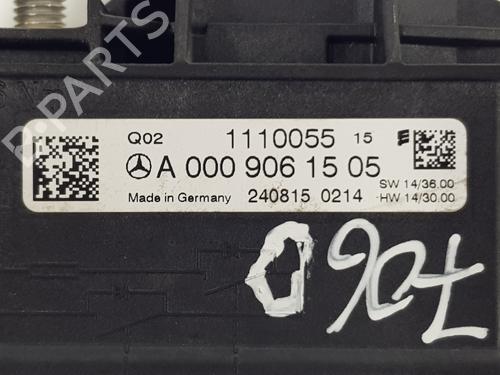 B-PARTS
Q02 1110055 15
A 000 906 15 05
SW 14/36.00
Made in Germany 240815 0214 HW 14/30.00